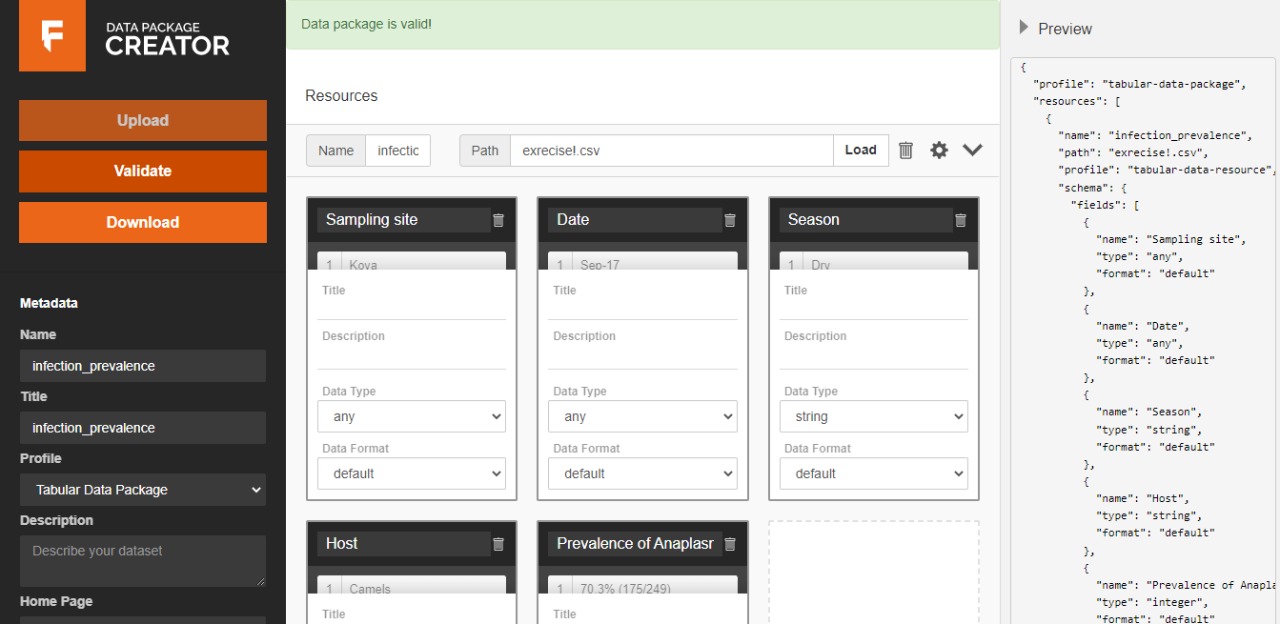 DATA PACKAGE
CREATOR
Upload
Validate
Download
Metadata
Name
infection_prevalence
Title
infection_prevalence
Profile
Tabular Data Package
Description
Describe your dataset
Home Page
Data package is valid!
Resources
Name infectic Path exrecise!.csv Load
Sampling site
1 Kova
Title
Description
Data Type
any
Data Format
default
Date
1 Sep-17
Title
Description
Data Type
any
Data Format
default
Season
1 Dry
Title
Description
Data Type
string
Data Format
default
Host
1 Camels
Title
Prevalence of Anaplasr
1 70.3% (175/249)
Title
Preview
{
"profile": "tabular-data-package",
"resources": [
{
"name": "infection_prevalence",
"path": "exrecise!.csv",
"profile": "tabular-data-resource",
"schema": {
"fields": [
{
"name": "Sampling site",
"type": "any",
"format": "default"
},
{
"name": "Date",
"type": "any",
"format": "default"
},
{
"name": "Season",
"type": "string",
"format": "default"
},
{
"name": "Host",
"type": "string",
"format": "default"
},
{
"name": "Prevalence of Anapla
"type": "integer",
"format": "default"